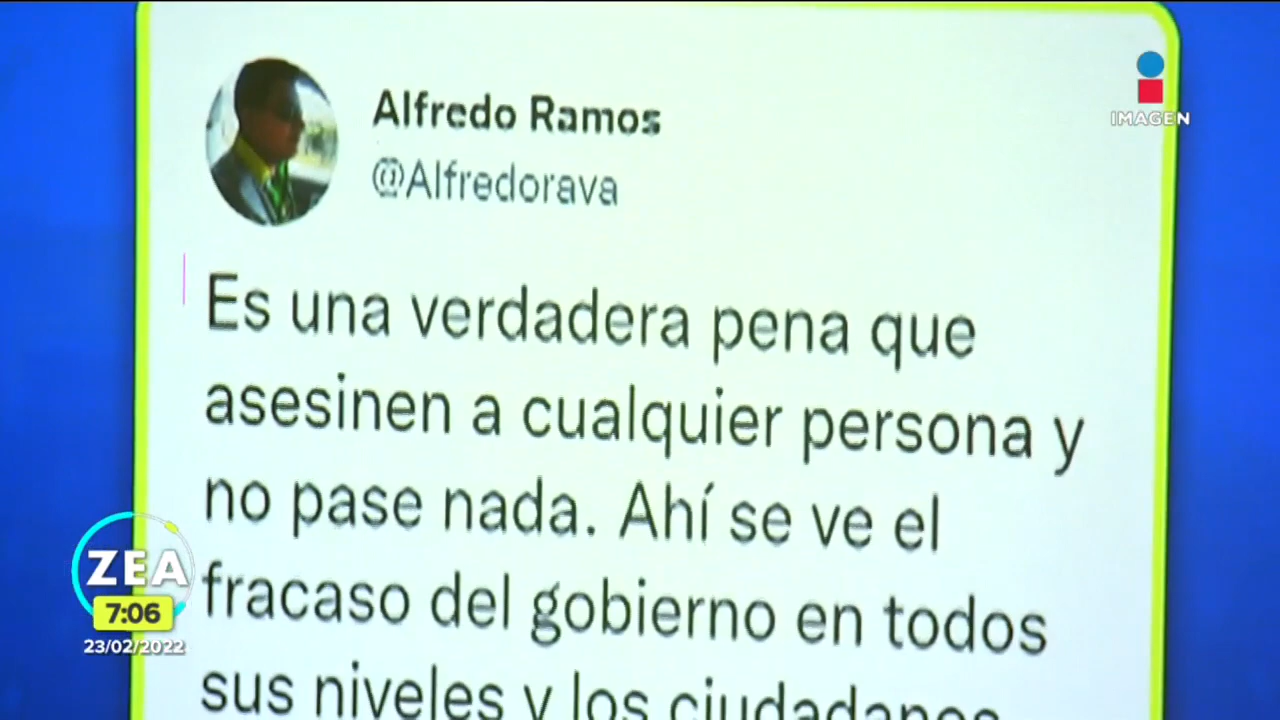 Alfredo Ramos
@Alfredorava
IMAGEN
Es una verdadera pena que
asesinen a cualquier persona y
no pase nada. Ahí se ve el
fracaso del gobierno en todos
sus niveles y los ciudadanos
ZEA
7:06
23/02/2022